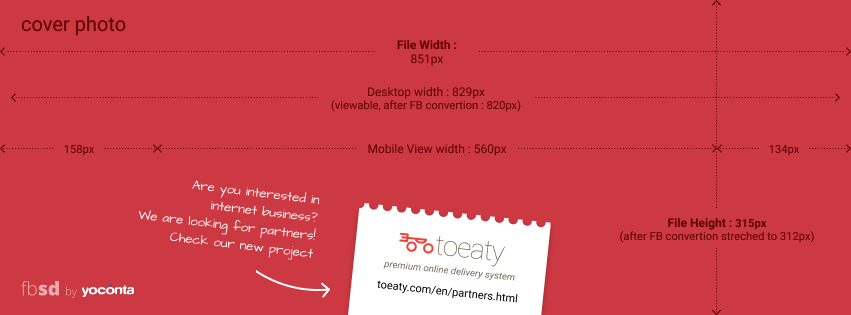 cover photo
File Width :
851px
Desktop width : 829px
(viewable, after FB convertion : 820px)
158px
Mobile View width : 560px
134px
Are you interested in
internet business?
We are looking for partners!
Check our new project
File Height : 315px
(after FB convertion streched to 312px)
toeaty
premium online delivery system
toeaty.com/en/partners.html
fbsd by yoconta